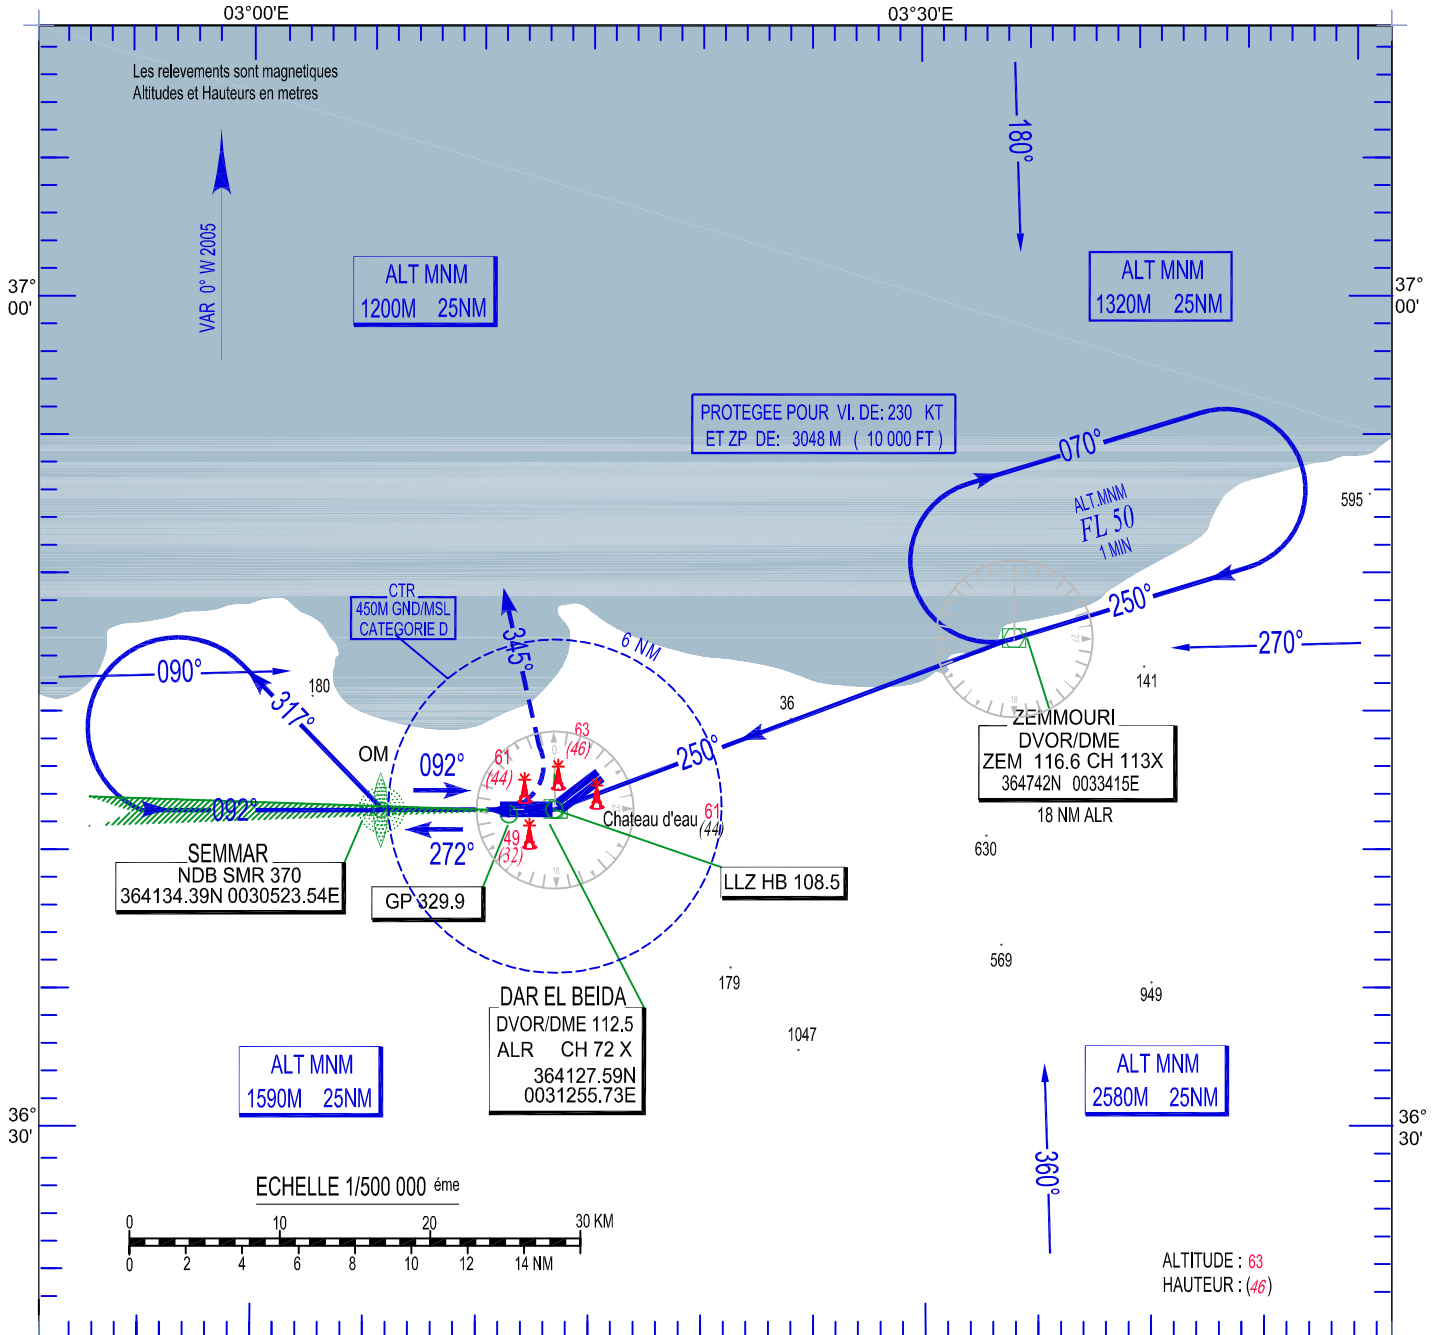 03°00'E
03°30'E
Les relevements sont magnetiques
Altitudes et Hauteurs en metres
180°
VAR 0° W 2005
ALT MNM
1200M 25NM
ALT MNM
1320M 25NM
37°
00'
37°
00'
PROTEGEE POUR VI. DE: 230 KT
ET ZP DE: 3048 M ( 10 000 FT )
070°
ALT.MNM
FL 50
1 MIN
595
250°
CTR
450M GND/MSL
CATEGORIE D
6 NM
345°
270°
27
18
090°
180
317°
141
36
ZEMMOURI
DVOR/DME
ZEM 116.6 CH 113X
364742N 0033415E
18 NM ALR
OM
092°
250°
63
(46)
61
(44)
0
27
18
092°
Chateau d'eau
61
(44)
49
(32)
272°
630
SEMMAR
NDB SMR 370
364134.39N 0030523.54E
GP 329.9
LLZ HB 108.5
179
569
949
1047
DAR EL BEIDA
DVOR/DME 112.5
ALR CH 72 X
364127.59N
0031255.73E
ALT MNM
1590M 25NM
ALT MNM
2580M 25NM
36°
30'
36°
30'
360°
ECHELLE 1/500 000 éme
0 10 20 30 KM
0 2 4 6 8 10 12 14 NM
ALTITUDE : 63
HAUTEUR : (46)